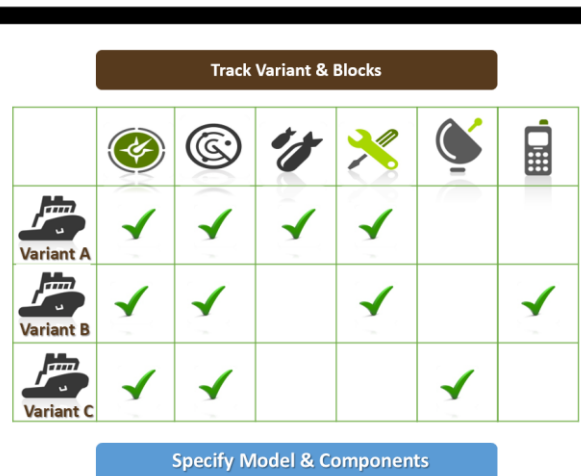 Track Variant & Blocks
Variant A
Variant B
Variant C
Specify Model & Components